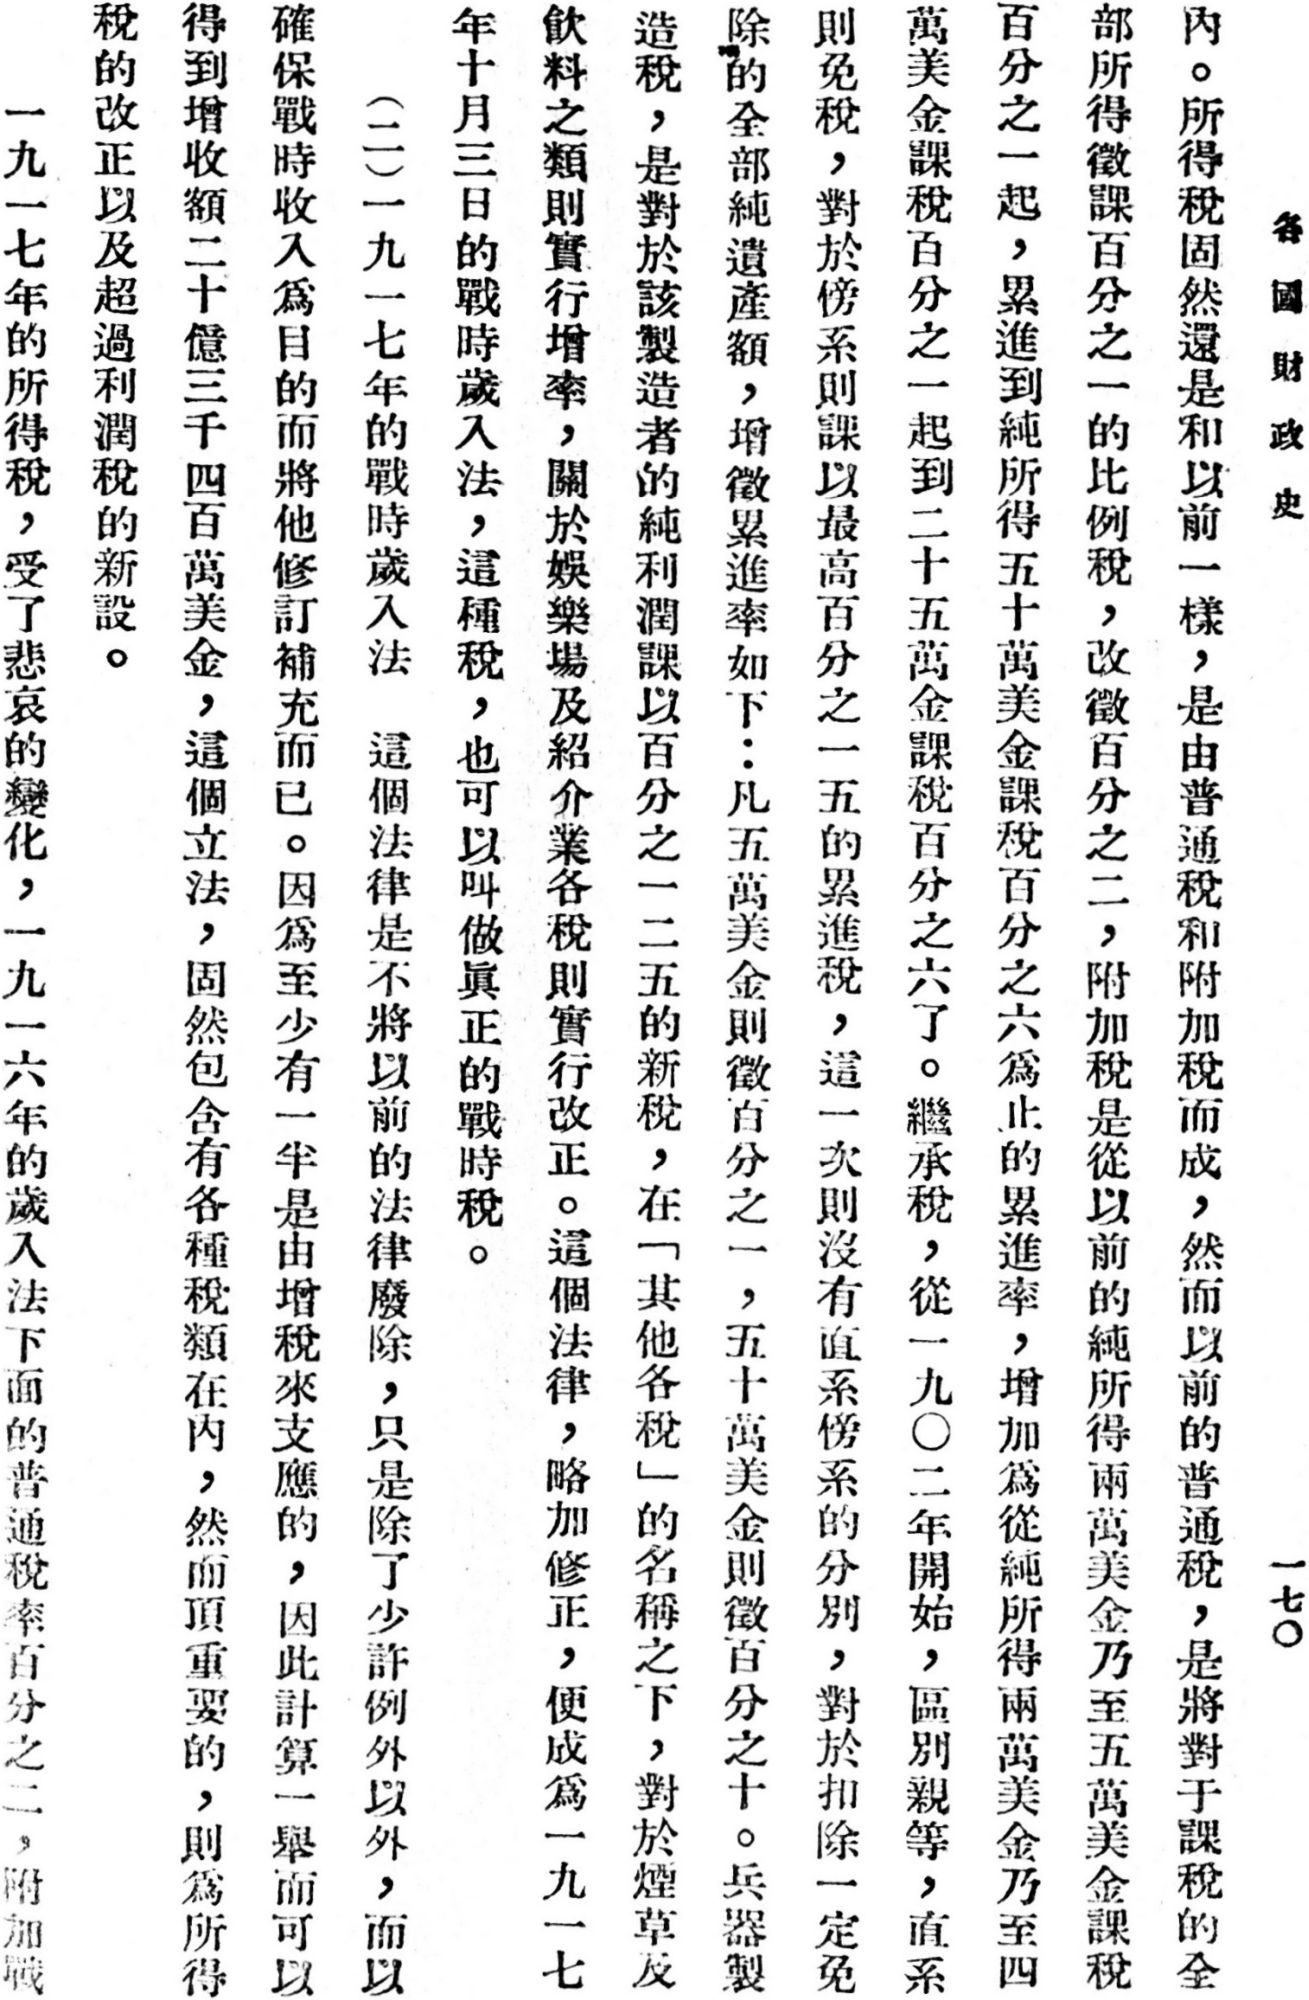 各國財政史
一七〇
內。所得稅固然還是和以前一樣，是由普通稅和附加稅而成，然而以前的普通稅，是將對于課稅的全
部所得徵課百分之一的比例稅，改徵百分之二，附加稅是從以前的純所得兩萬美金乃至五萬美金課稅
百分之一起，累進到純所得五十萬美金課稅百分之六爲止的累進率，增加爲從純所得兩萬美金乃至四
萬美金課稅百分之一起到二十五萬金課稅百分之六了。繼承稅，從一九〇二年開始，區別親等，直系
則免稅，對於傍系則課以最高百分之一五的累進稅，這一次則沒有直系傍系的分別，對於扣除一定免
除的全部純遺產額，增徵累進率如下：凡五萬美金則徵百分之一，五十萬美金則徵百分之十。兵器製
造稅，是對於該製造者的純利潤課以百分之一二五的新稅，在「其他各稅」的名稱之下，對於煙草及
飲料之類則實行增率，關於娛樂場及紹介業各稅則實行改正。這個法律，略加修正，便成爲一九一七
年十月三日的戰時歲入法，這種稅，也可以叫做眞正的戰時稅。
（二）一九一七年的戰時歲入法　這個法律是不將以前的法律廢除，只是除了少許例外以外，而以
確保戰時收入爲目的而將他修訂補充而已。因爲至少有一半是由增稅來支應的，因此計算一舉而可以
得到增收額二十億三千四百萬美金，這個立法，固然包含有各種稅類在內，然而頂重要的，則爲所得
稅的改正以及超過利潤稅的新設。
一九一七年的所得稅，受了悲哀的變化，一九一六年的歲入法下面的普通稅率百分之二，附加戰